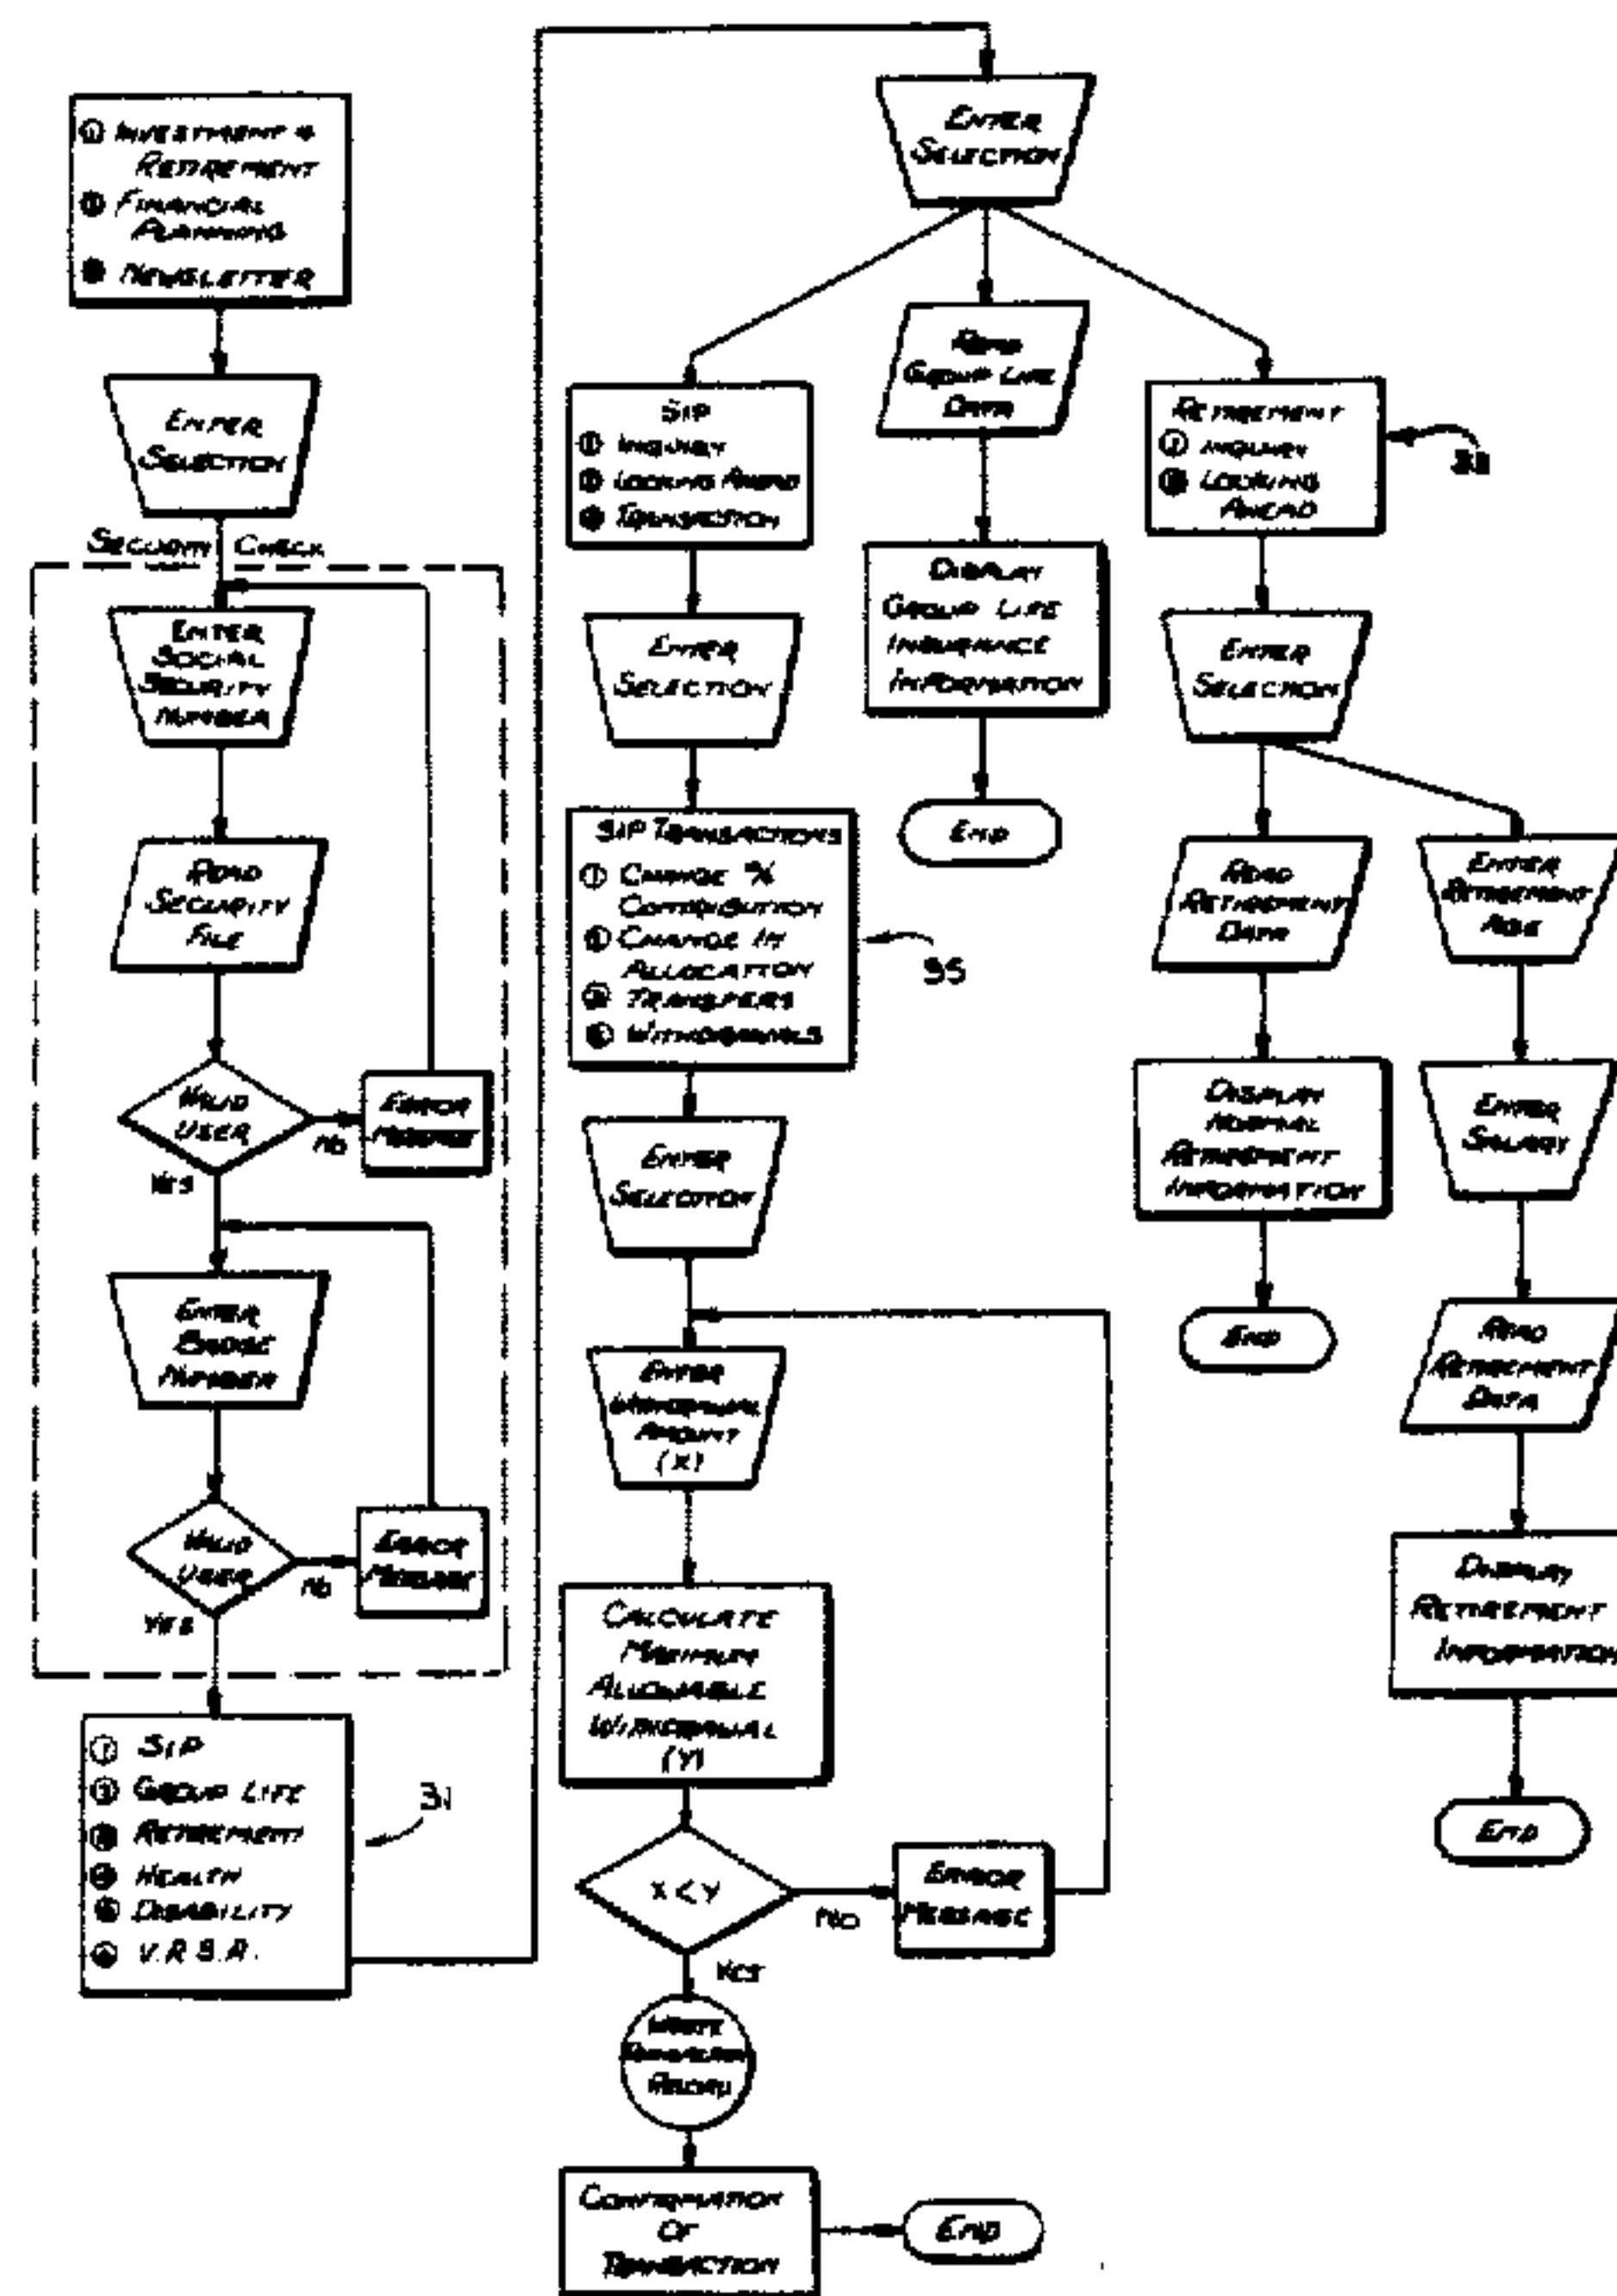 ① INVESTMENT &
RETIREMENT
② FINANCIAL
PLANNING
③ NEWSLETTER
ENTER
SELECTION
SECURITY CHECK
ENTER
SOCIAL
SECURITY
NUMBER
READ
SECURITY
FILE
VALID
USER
NO
ERROR
MESSAGE
YES
ENTER
BADGE
NUMBER
VALID
USER
NO
ERROR
MESSAGE
YES
① SIP
② GROUP LIFE
③ RETIREMENT
④ HEALTH
⑤ DISABILITY
⑥ V.R.S.R.
31
ENTER
SELECTION
SIP
① INQUIRY
② LOOKING AHEAD
③ TRANSACTION
ENTER
SELECTION
SIP TRANSACTIONS
① CHANGE %
CONTRIBUTION
② CHANGE IN
ALLOCATION
③ TRANSFERS
④ WITHDRAWALS
35
ENTER
SELECTION
ENTER
WITHDRAWAL
AMOUNT
(X)
CALCULATE
MAXIMUM
ALLOWABLE
WITHDRAWAL
(Y)
X < Y
NO
ERROR
MESSAGE
YES
WRITE
TRANSACTION
RECORD
CONFIRMATION
OF
TRANSACTION
END
READ
GROUP LIFE
DATA
DISPLAY
GROUP LIFE
INSURANCE
INFORMATION
END
RETIREMENT
① INQUIRY
② LOOKING
AHEAD
ENTER
SELECTION
READ
RETIREMENT
DATA
DISPLAY
NORMAL
RETIREMENT
INFORMATION
END
ENTER
RETIREMENT
AGE
ENTER
SALARY
READ
RETIREMENT
DATA
DISPLAY
RETIREMENT
INFORMATION
END